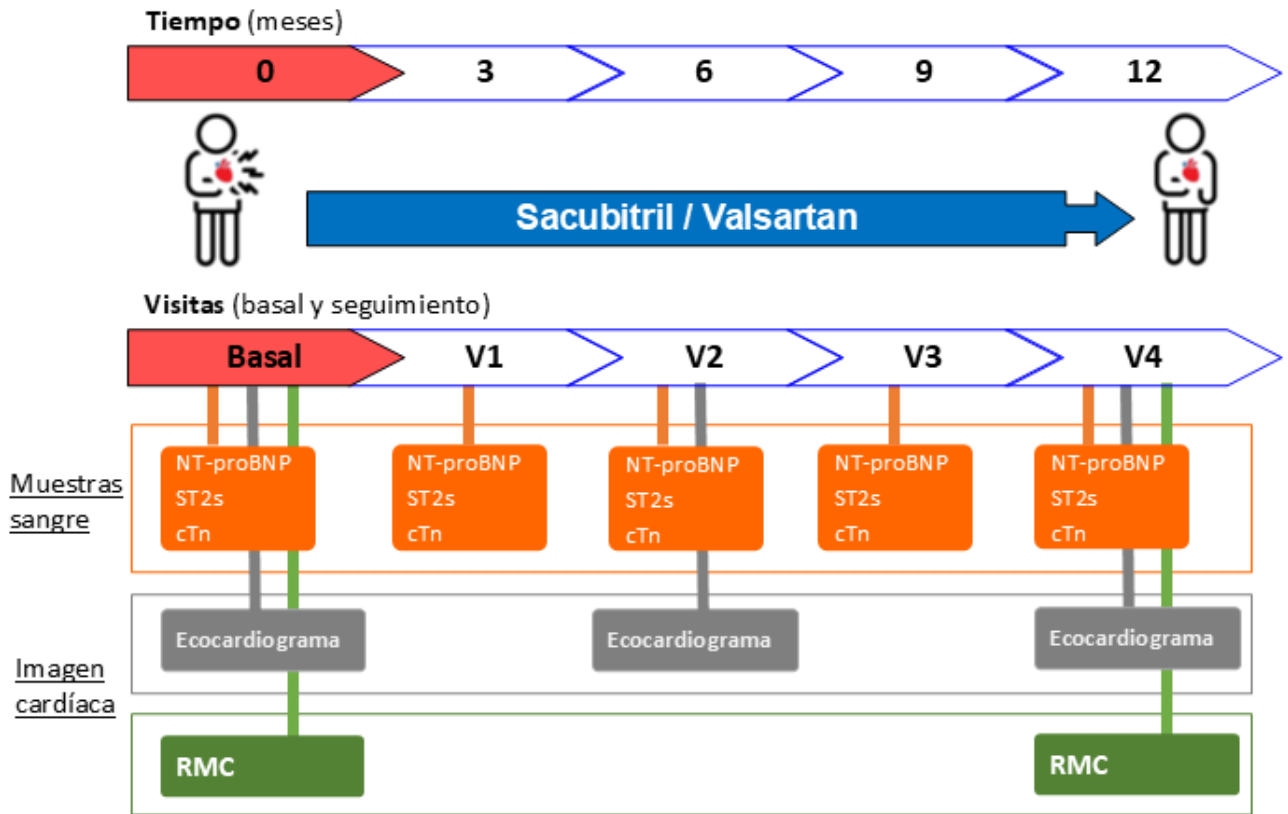 Tiempo (meses)
0 3 6 9 12
Sacubitril / Valsartan
Visitas (basal y seguimiento)
Basal V1 V2 V3 V4
Muestras
sangre
NT-proBNP
ST2s
cTn
NT-proBNP
ST2s
cTn
NT-proBNP
ST2s
cTn
NT-proBNP
ST2s
cTn
NT-proBNP
ST2s
cTn
Imagen
cardíaca
Ecocardiograma
Ecocardiograma
Ecocardiograma
RMC
RMC